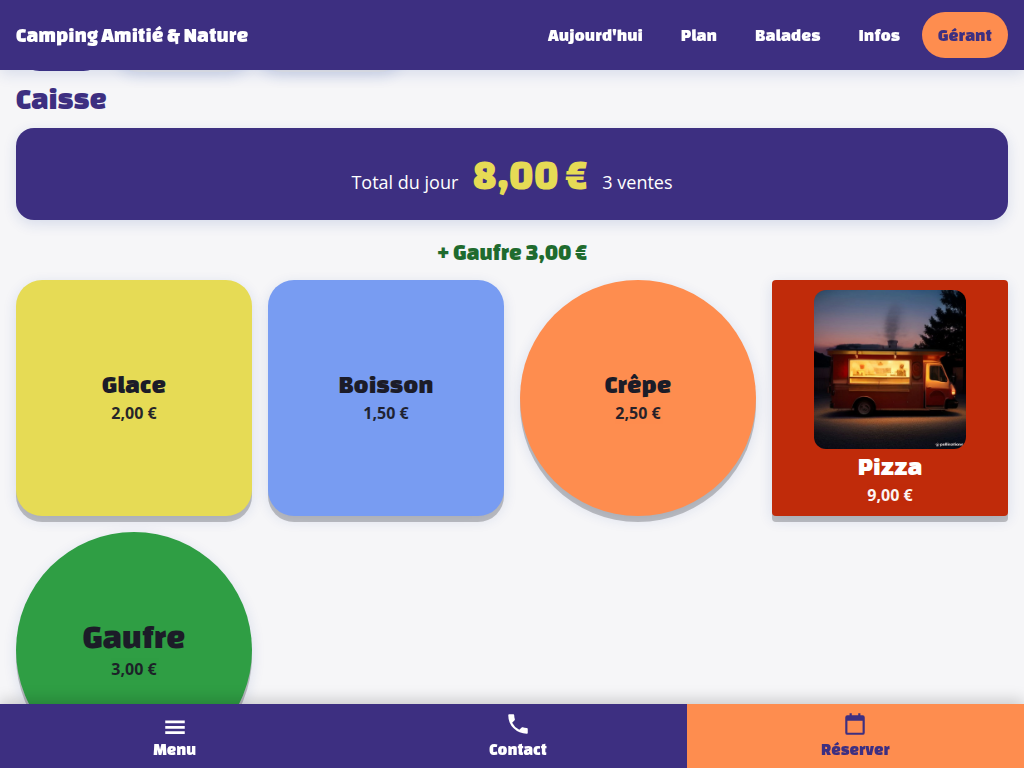 Camping Amitié & Nature
Aujourd'hui
Plan
Balades
Infos
Gérant
Caisse
Total du jour 8,00 € 3 ventes
+ Gaufre 3,00 €
Glace
2,00 €
Boisson
1,50 €
Crêpe
2,50 €
Pizza
9,00 €
Gaufre
3,00 €
Menu
Contact
Réserver